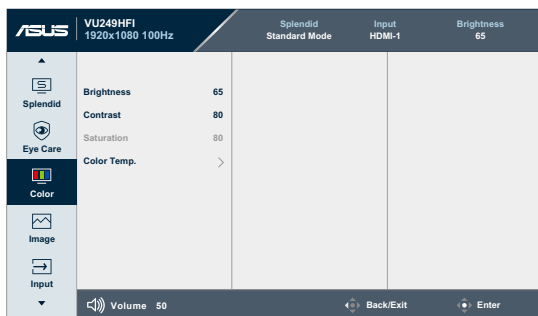 ASUS
VU249HFI
1920x1080 100Hz
Splendid
Standard Mode
Input
HDMI-1
Brightness
65
Splendid
Eye Care
Color
Image
Input
Brightness 65
Contrast 80
Saturation 80
Color Temp.
Volume 50
Back/Exit
Enter